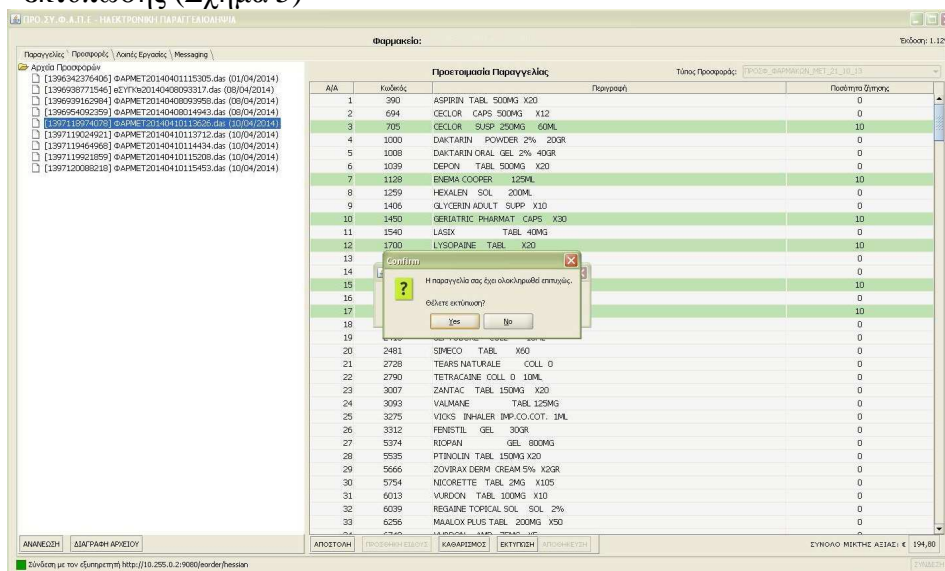 εκτύπωσης (Σχήμα 5)
ΠΡΟ.ΣΥ.Φ.Α.Π.Ε - ΗΛΕΚΤΡΟΝΙΚΗ ΠΑΡΑΓΓΕΛΙΟΛΗΨΙΑ
Φαρμακείο: Έκδοση: 1.12
Παραγγελίες Προσφορές Λοιπές Εργασίες Messaging
Αρχεία Προσφορών
[1396342376406] ΦΑΡΜΕΤ20140401115305.das (01/04/2014)
[1396938771546] eΣΥΓΚΘ20140408093317.das (08/04/2014)
[1396939162984] ΦΑΡΜΕΤ20140408093958.das (08/04/2014)
[1396954092359] ΦΑΡΜΕΤ20140408014943.das (08/04/2014)
[1397118974078] ΦΑΡΜΕΤ20140410113626.das (10/04/2014)
[1397119024921] ΦΑΡΜΕΤ20140410113712.das (10/04/2014)
[1397119464968] ΦΑΡΜΕΤ20140410114434.das (10/04/2014)
[1397119921859] ΦΑΡΜΕΤ20140410115208.das (10/04/2014)
[1397120088218] ΦΑΡΜΕΤ20140410115453.das (10/04/2014)
Προετοιμασία Παραγγελίας Τύπος Προσφοράς: ΠΡΟΣΦ_ΦΑΡΜΑΚΩΝ_ΜΕΤ_21_10_13
Α/Α Κωδικός Περιγραφή Ποσότητα Ζήτησης
1 390 ASPIRIN TABL 500MG X20 0
2 694 CECLOR CAPS 500MG X12 0
3 705 CECLOR SUSP 250MG 60ML 10
4 1000 DAKTARIN POWDER 2% 20GR 0
5 1008 DAKTARIN ORAL GEL 2% 40GR 0
6 1039 DEPON TABL 500MG X20 0
7 1128 ENEMA COOPER 125ML 10
8 1259 HEXALEN SOL 200ML 0
9 1406 GLYCERIN ADULT SUPP X10 0
10 1450 GERIATRIC PHARMAT CAPS X30 10
11 1540 LASIX TABL 40MG 0
12 1700 LYSOPAINE TABL X20 10
13 0
14 0
15 10
16 0
17 10
18 0
19 0
20 2481 SIMECO TABL X60 0
21 2728 TEARS NATURALE COLL 0 0
22 2790 TETRACAINE COLL 0 10ML 0
23 3007 ZANTAC TABL 150MG X20 0
24 3093 VALMANE TABL 125MG 0
25 3275 VICKS INHALER IMP.CO.COT. 1ML 0
26 3312 FENISTIL GEL 30GR 0
27 5374 RIOPAN GEL 800MG 0
28 5535 PTINOLIN TABL 150MG X20 0
29 5666 ZOVIRAX DERM CREAM 5% X2GR 0
30 5754 NICORETTE TABL 2MG X105 0
31 6013 VURDON TABL 100MG X10 0
32 6039 REGAINE TOPICAL SOL SOL 2% 0
33 6256 MAALOX PLUS TABL 200MG X50 0
Confirm
Η παραγγελία σας έχει ολοκληρωθεί επιτυχώς.
Θέλετε εκτύπωση?
Yes No
ΑΝΑΝΕΩΣΗ ΔΙΑΓΡΑΦΗ ΑΡΧΕΙΟΥ ΑΠΟΣΤΟΛΗ ΠΡΟΣΘΗΚΗ ΕΙΔΟΥΣ ΚΑΘΑΡΙΣΜΟΣ ΕΚΤΥΠΩΣΗ ΑΠΟΘΗΚΕΥΣΗ ΣΥΝΟΛΟ ΜΙΚΤΗΣ ΑΞΙΑΣ: € 194,80
Σύνδεση με τον εξυπηρετητή http://10.255.0.2:9080/eorder/hessian ΣΥΝΔΕΣΗ